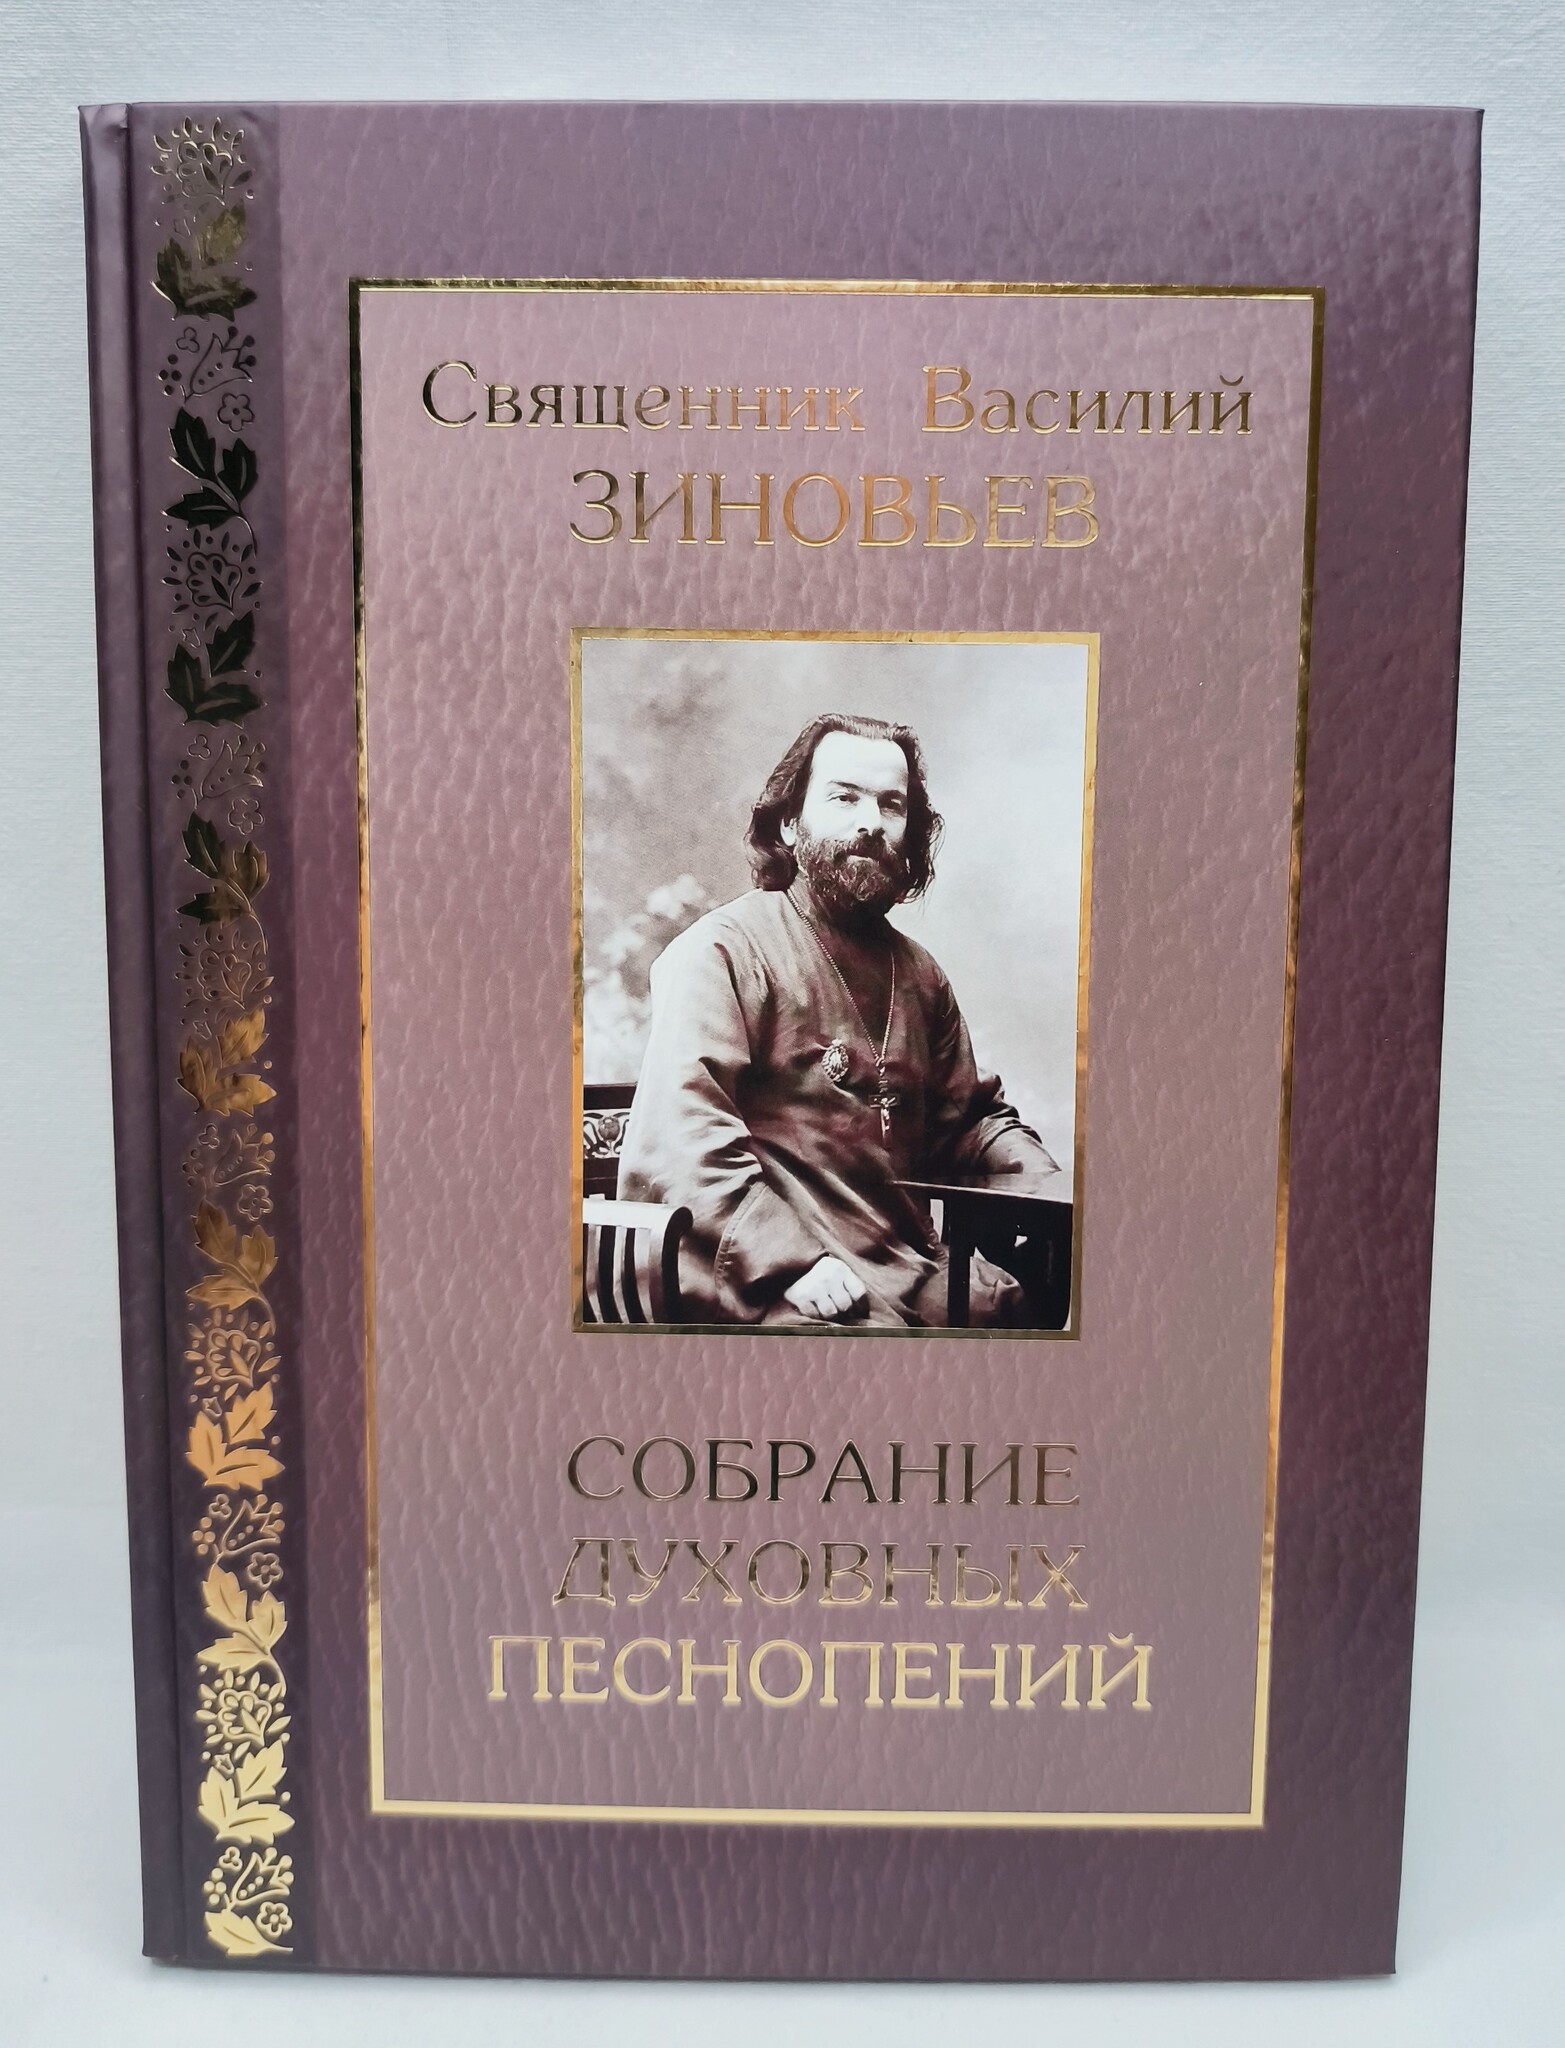 Священник Василий
ЗИНОВЬЕВ
СОБРАНИЕ
ДУХОВНЫХ
ПЕСНОПЕНИЙ